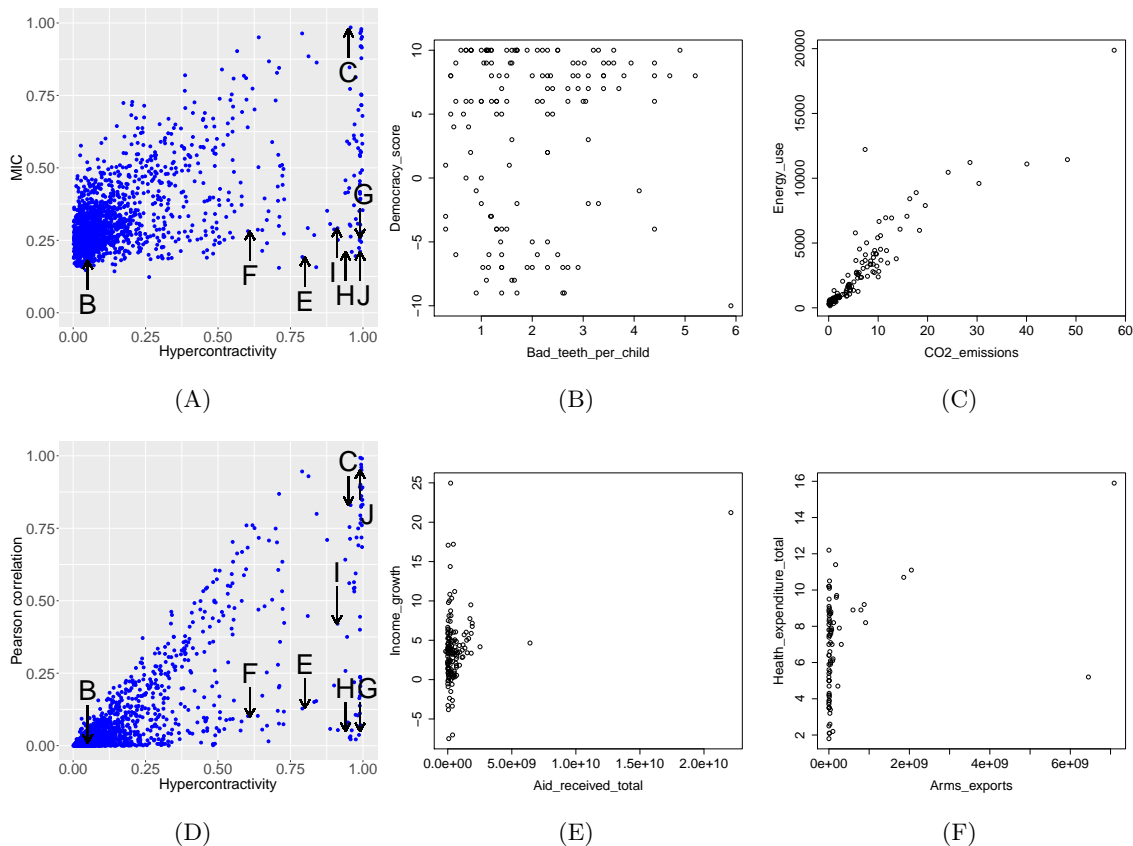 1.00
0.75
0.50
0.25
0.00
MIC
C
G
B
F
E
I
H
J
0.00 0.25 0.50 0.75 1.00
Hypercontractivity
(A)
10
5
0
−5
−10
Democracy_score
1 2 3 4 5 6
Bad_teeth_per_child
(B)
20000
15000
10000
5000
0
Energy_use
0 10 20 30 40 50 60
CO2_emissions
(C)
1.00
0.75
0.50
0.25
0.00
Pearson correlation
C
J
I
B
F
E
H
G
0.00 0.25 0.50 0.75 1.00
Hypercontractivity
(D)
25
20
15
10
5
0
−5
Income_growth
0.0e+00 5.0e+09 1.0e+10 1.5e+10 2.0e+10
Aid_received_total
(E)
16
14
12
10
8
6
4
2
Health_expenditure_total
0e+00 2e+09 4e+09 6e+09
Arms_exports
(F)